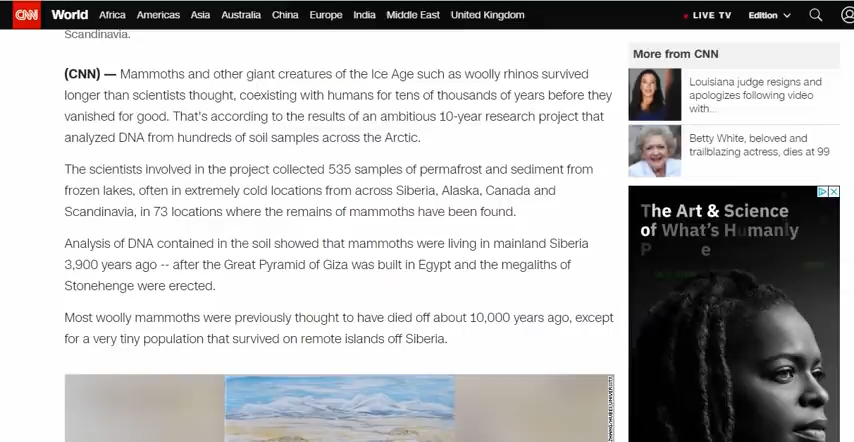 CNN World Africa Americas Asia Australia China Europe India Middle East United Kingdom LIVE TV Edition
Scandinavia.
(CNN) — Mammoths and other giant creatures of the Ice Age such as woolly rhinos survived
longer than scientists thought, coexisting with humans for tens of thousands of years before they
vanished for good. That's according to the results of an ambitious 10-year research project that
analyzed DNA from hundreds of soil samples across the Arctic.
The scientists involved in the project collected 535 samples of permafrost and sediment from
frozen lakes, often in extremely cold locations from across Siberia, Alaska, Canada and
Scandinavia, in 73 locations where the remains of mammoths have been found.
Analysis of DNA contained in the soil showed that mammoths were living in mainland Siberia
3,900 years ago -- after the Great Pyramid of Giza was built in Egypt and the megaliths of
Stonehenge were erected.
Most woolly mammoths were previously thought to have died off about 10,000 years ago, except
for a very tiny population that survived on remote islands off Siberia.
More from CNN
Louisiana judge resigns and
apologizes following video
with...
Betty White, beloved and
trailblazing actress, dies at 99
The Art & Science
of What's Humanly
P e